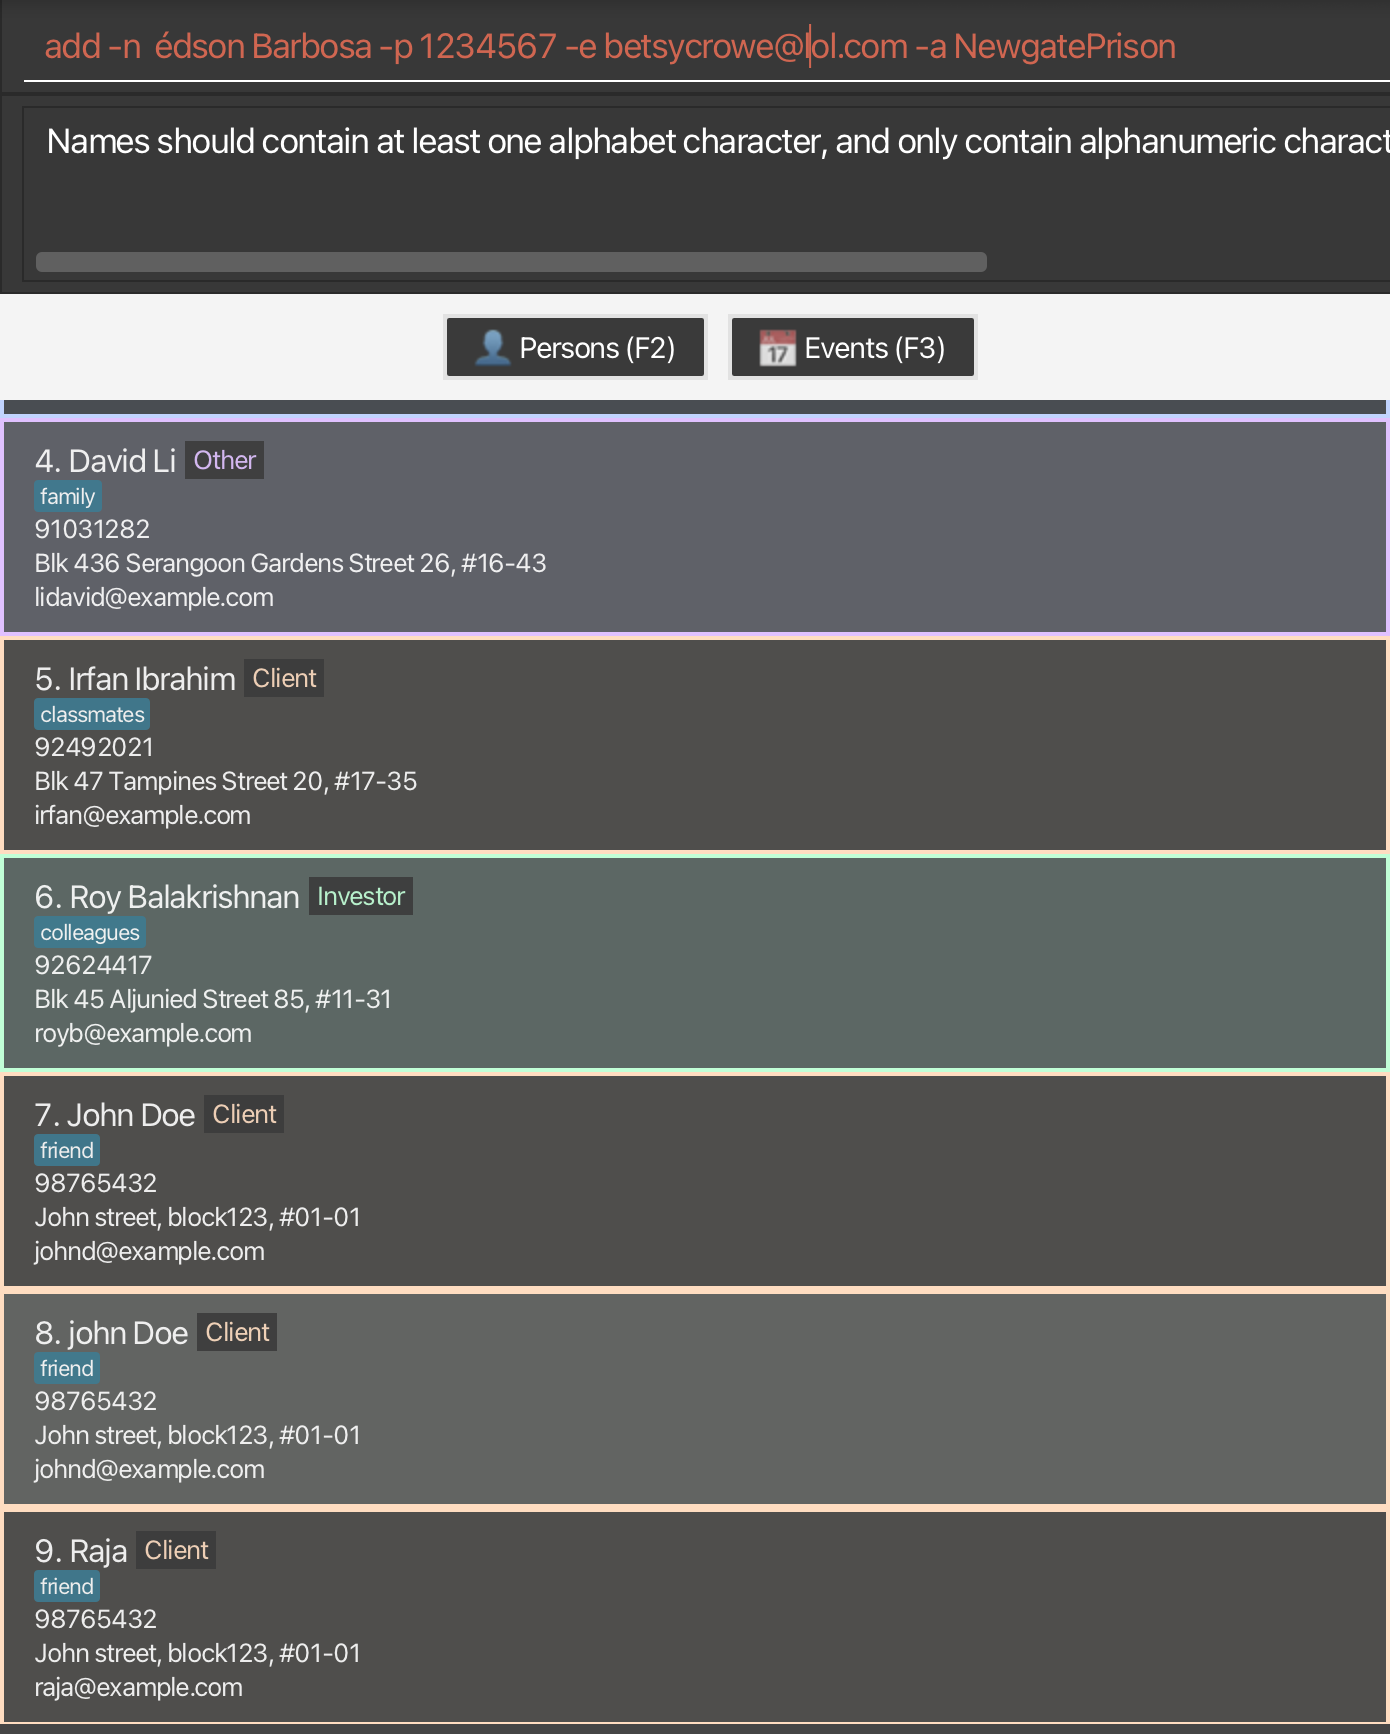 add -n  édson Barbosa -p 1234567 -e betsycrowe@lol.com -a NewgatePrison
Names should contain at least one alphabet character, and only contain alphanumeric charact
Persons (F2)
17 Events (F3)
4. David Li Other
family
91031282
Blk 436 Serangoon Gardens Street 26, #16-43
lidavid@example.com
5. Irfan Ibrahim Client
classmates
92492021
Blk 47 Tampines Street 20, #17-35
irfan@example.com
6. Roy Balakrishnan Investor
colleagues
92624417
Blk 45 Aljunied Street 85, #11-31
royb@example.com
7. John Doe Client
friend
98765432
John street, block123, #01-01
johnd@example.com
8. john Doe Client
friend
98765432
John street, block123, #01-01
johnd@example.com
9. Raja Client
friend
98765432
John street, block123, #01-01
raja@example.com